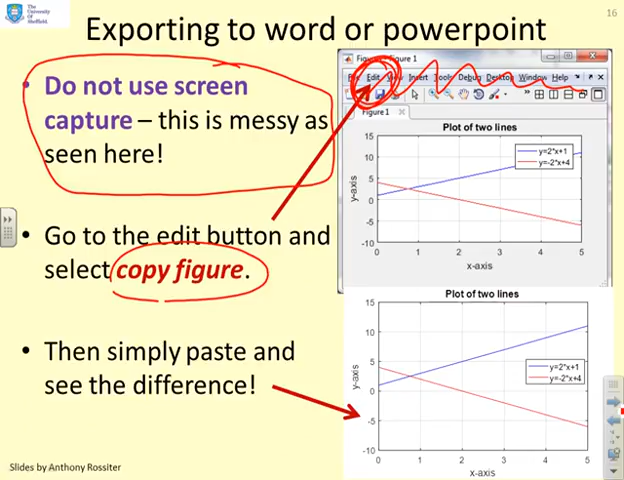 The
University
Of
Sheffield.
16
Exporting to word or powerpoint
• Do not use screen
capture – this is messy as
seen here!
• Go to the edit button and
select copy figure.
• Then simply paste and
see the difference!
Slides by Anthony Rossiter
Figure 1
Edit View Insert Tools Debug Desktop Window Help
Figure 1
Plot of two lines
y=2*x+1
y=-2*x+4
y-axis
15
10
5
0
-5
-10
0 1 2 3 4 5
x-axis
Plot of two lines
y=2*x+1
y=-2*x+4
y-axis
15
10
5
0
-5
-10
0 1 2 3 4 5
x-axis